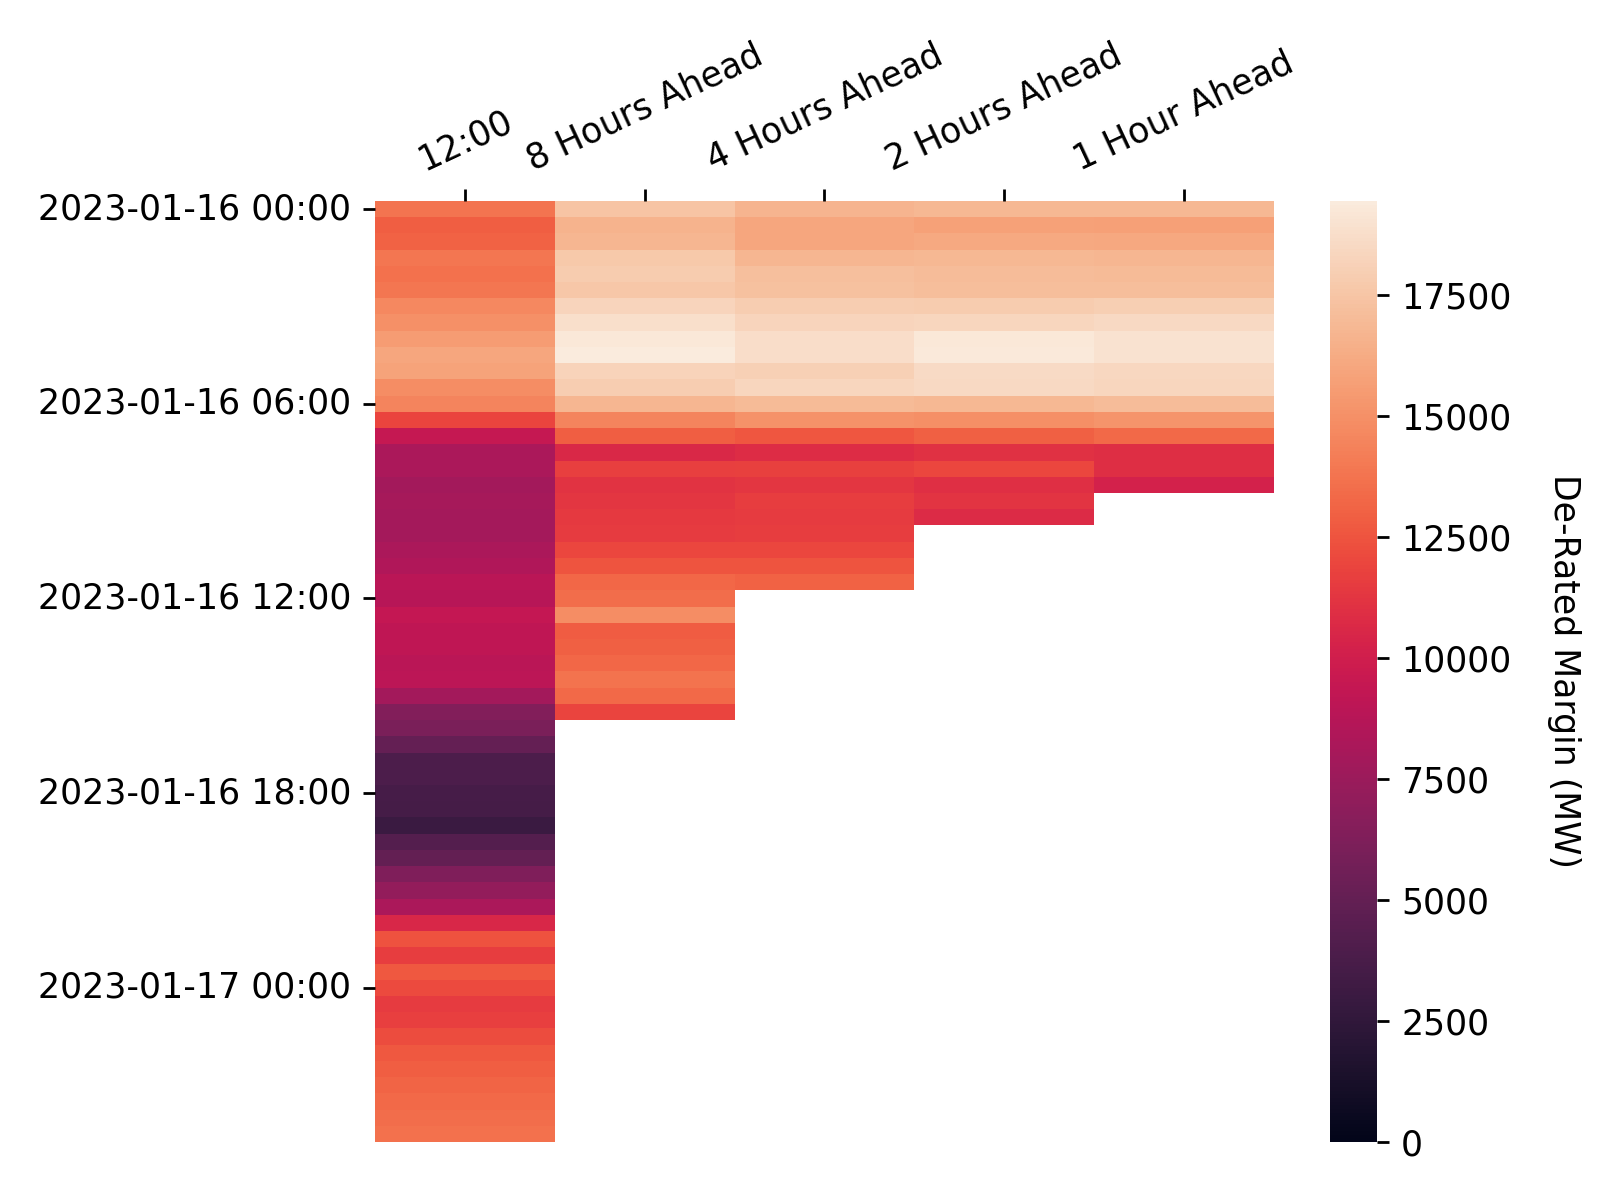 12:00
8 Hours Ahead
4 Hours Ahead
2 Hours Ahead
1 Hour Ahead
2023-01-16 00:00
2023-01-16 06:00
2023-01-16 12:00
2023-01-16 18:00
2023-01-17 00:00
17500
15000
12500
10000
7500
5000
2500
0
De-Rated Margin (MW)